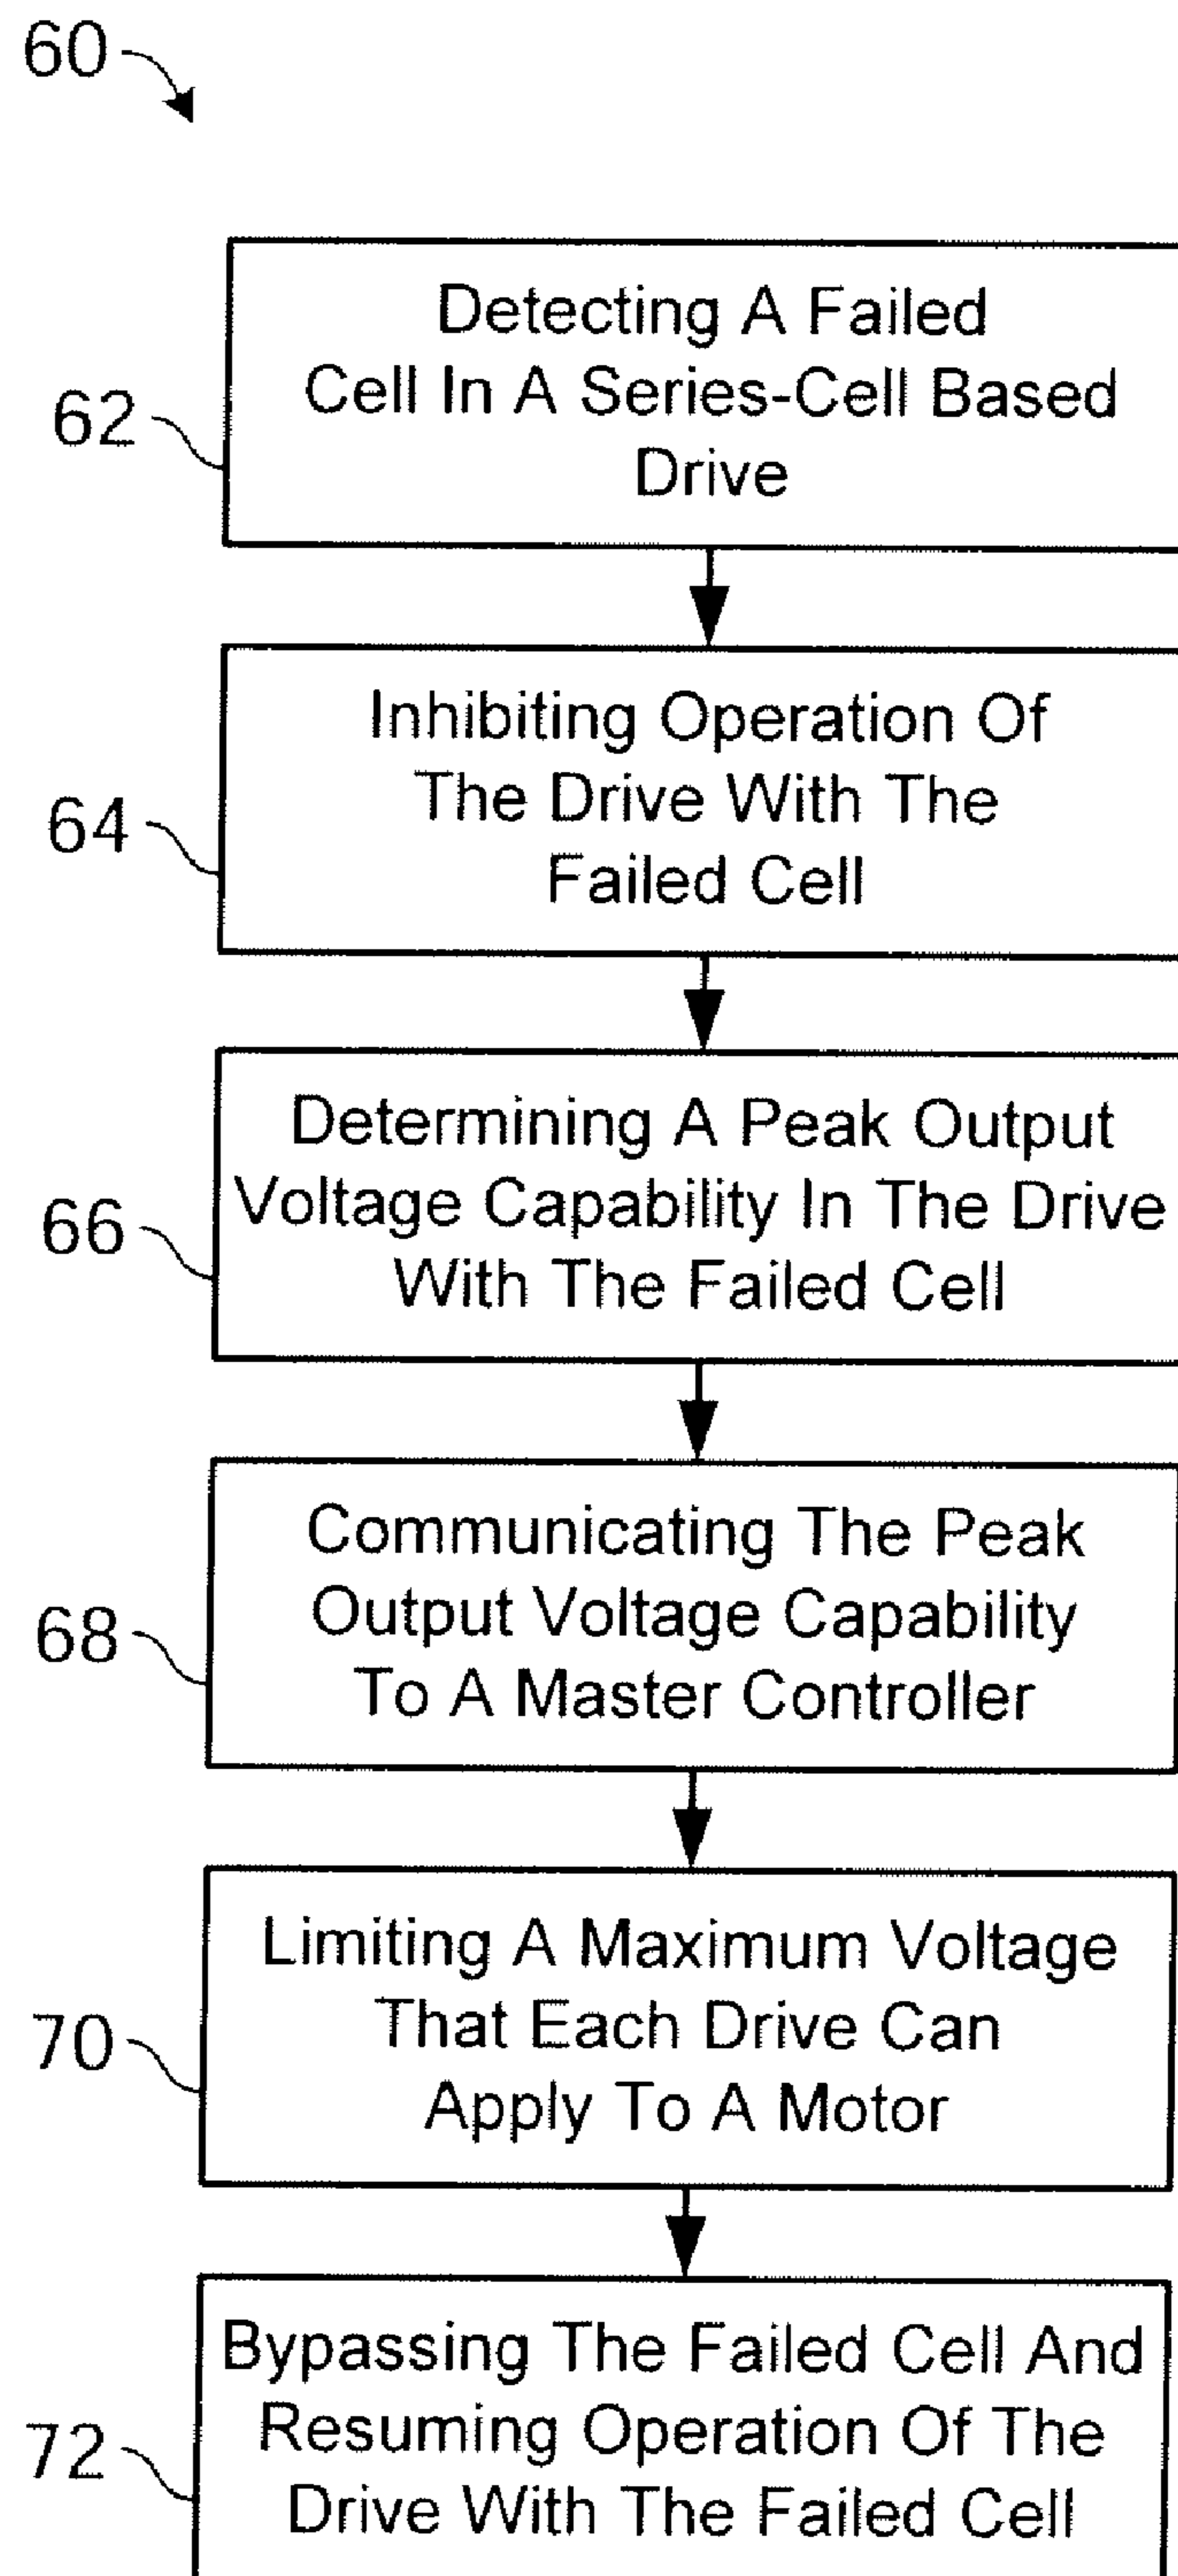 60
Detecting A Failed
Cell In A Series-Cell Based
Drive
62
Inhibiting Operation Of
The Drive With The
Failed Cell
64
Determining A Peak Output
Voltage Capability In The Drive
With The Failed Cell
66
Communicating The Peak
Output Voltage Capability
To A Master Controller
68
Limiting A Maximum Voltage
That Each Drive Can
Apply To A Motor
70
Bypassing The Failed Cell And
Resuming Operation Of The
Drive With The Failed Cell
72